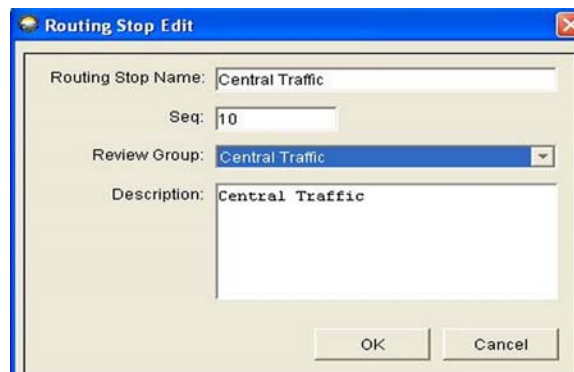 Routing Stop Edit
Routing Stop Name: Central Traffic
Seq: 10
Review Group: Central Traffic
Description: Central Traffic
OK Cancel